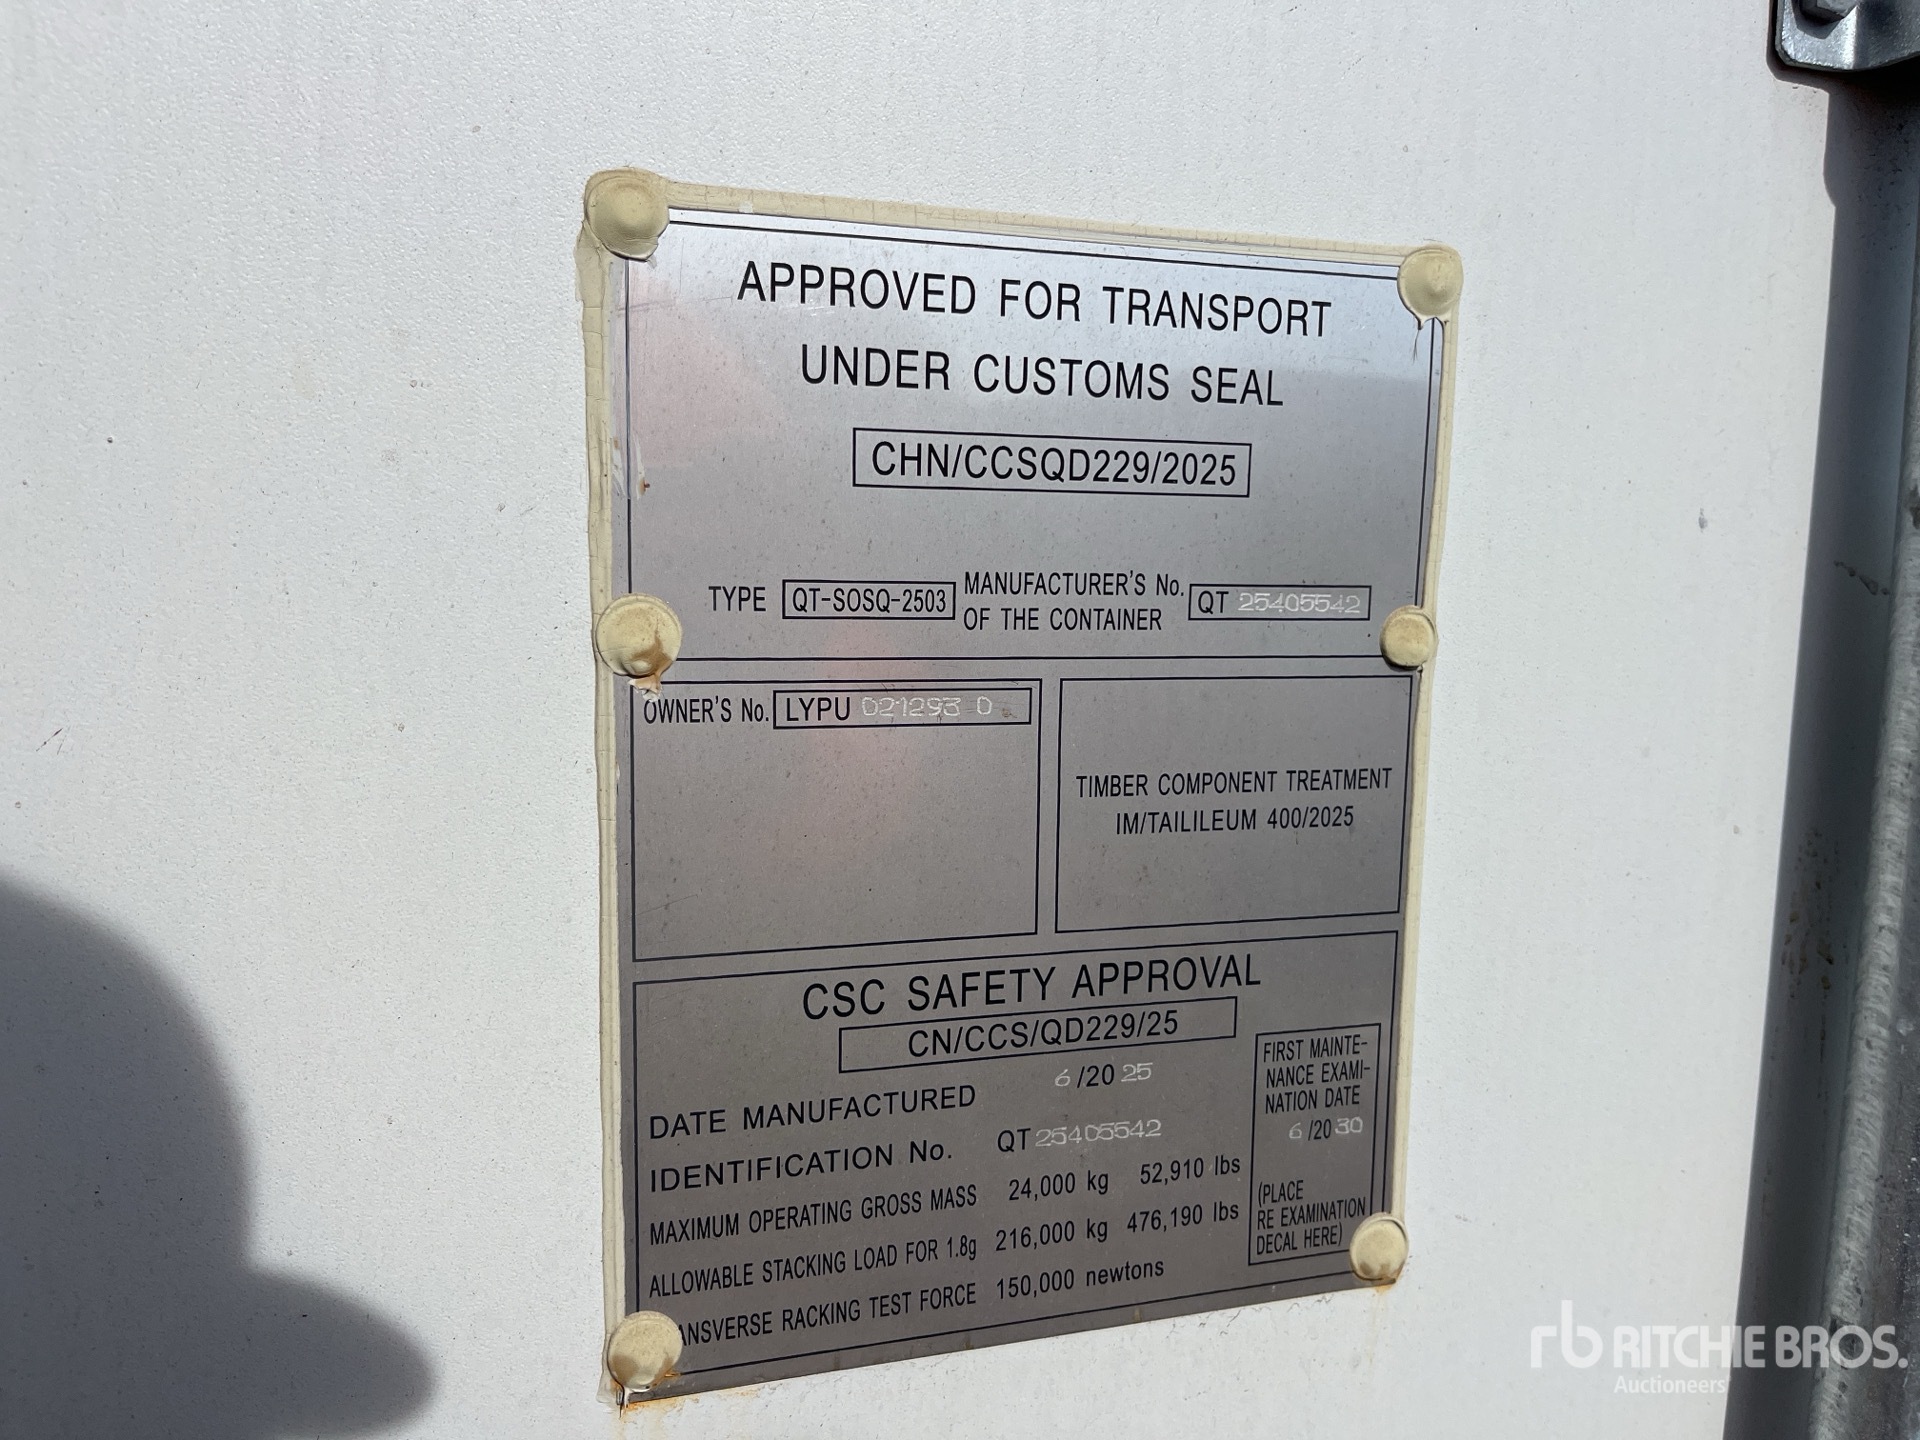 APPROVED FOR TRANSPORT
UNDER CUSTOMS SEAL
CHN/CCSQD229/2025
TYPE QT-SOSQ-2503 MANUFACTURER'S No. OF THE CONTAINER QT 25405542
OWNER'S No. LYPU 021293 0
TIMBER COMPONENT TREATMENT
IM/TAILILEUM 400/2025
CSC SAFETY APPROVAL
CN/CCS/QD229/25
DATE MANUFACTURED 6/2025
IDENTIFICATION No. QT25405542
MAXIMUM OPERATING GROSS MASS 24,000 kg 52,910 lbs
ALLOWABLE STACKING LOAD FOR 1.8g 216,000 kg 476,190 lbs
ANSVERSE RACKING TEST FORCE 150,000 newtons
FIRST MAINTE-
NANCE EXAMI-
NATION DATE
6/2030
(PLACE
RE EXAMINATION
DECAL HERE)
rb RITCHIE BROS.
Auctioneers